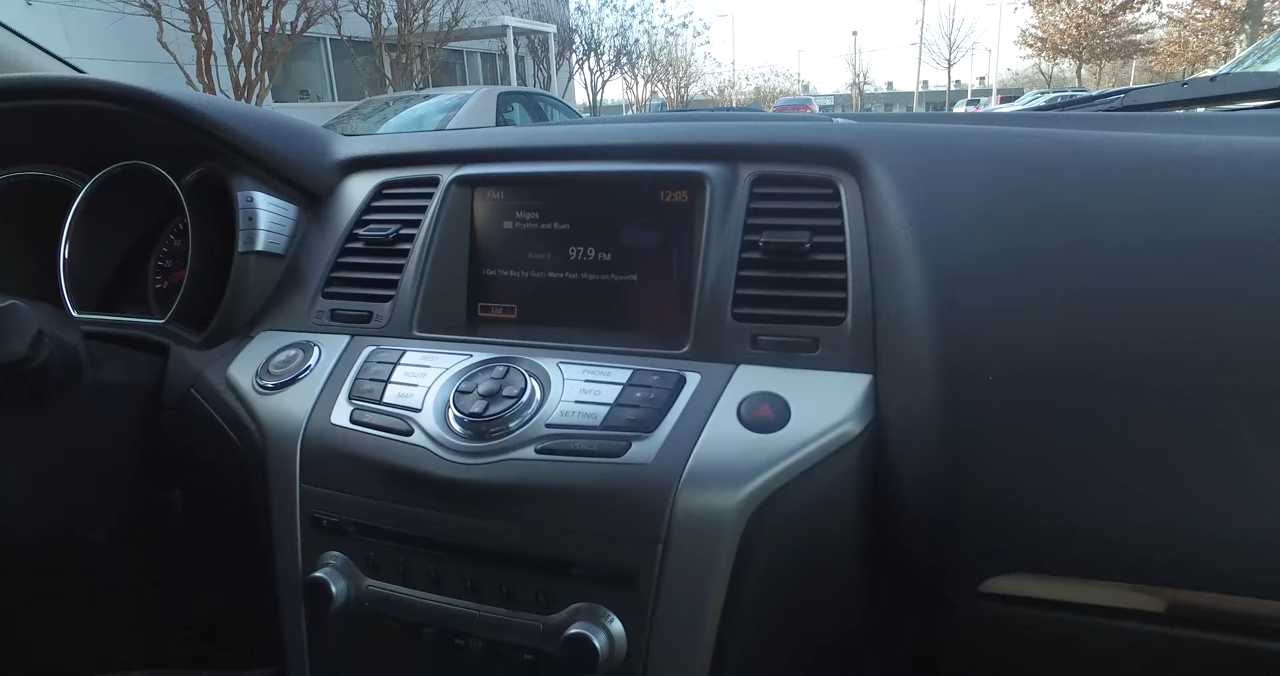 FM1 12:05
Migos
Rhythm and Blues
97.9 FM
I Get The Bag by Gucci Mane Feat. Migos on Power98
List
DEST
ROUTE
MAP
PHONE
INFO
SETTING
VOICE